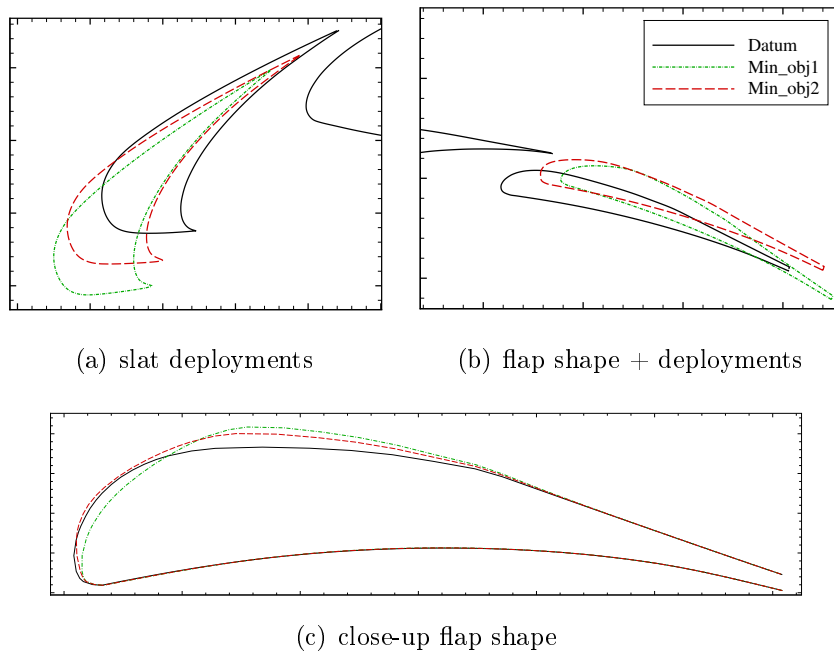 Datum
Min_obj1
Min_obj2
(a) slat deployments
(b) flap shape + deployments
(c) close-up flap shape